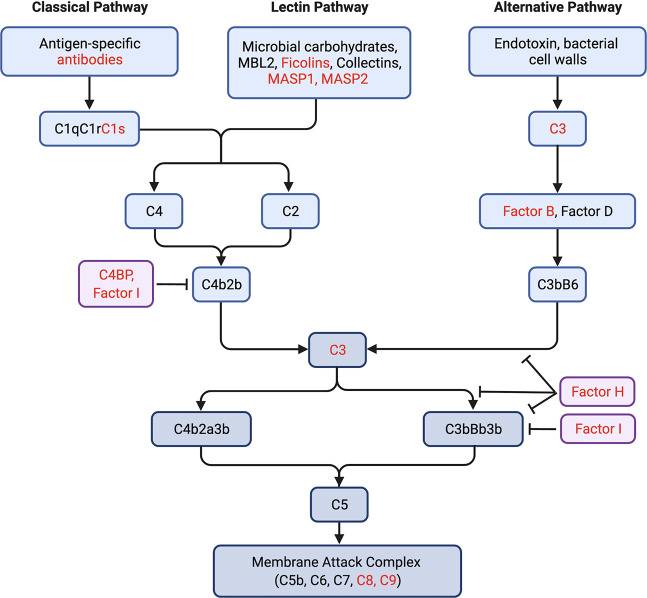 Classical Pathway
Lectin Pathway
Alternative Pathway
Antigen-specific
antibodies
Microbial carbohydrates,
MBL2, Ficolins, Collectins,
MASP1, MASP2
Endotoxin, bacterial
cell walls
C1qC1rC1s
C3
C4
C2
Factor B, Factor D
C4BP,
Factor I
C4b2b
C3bB6
C3
Factor H
C4b2a3b
C3bBb3b
Factor I
C5
Membrane Attack Complex
(C5b, C6, C7, C8, C9)